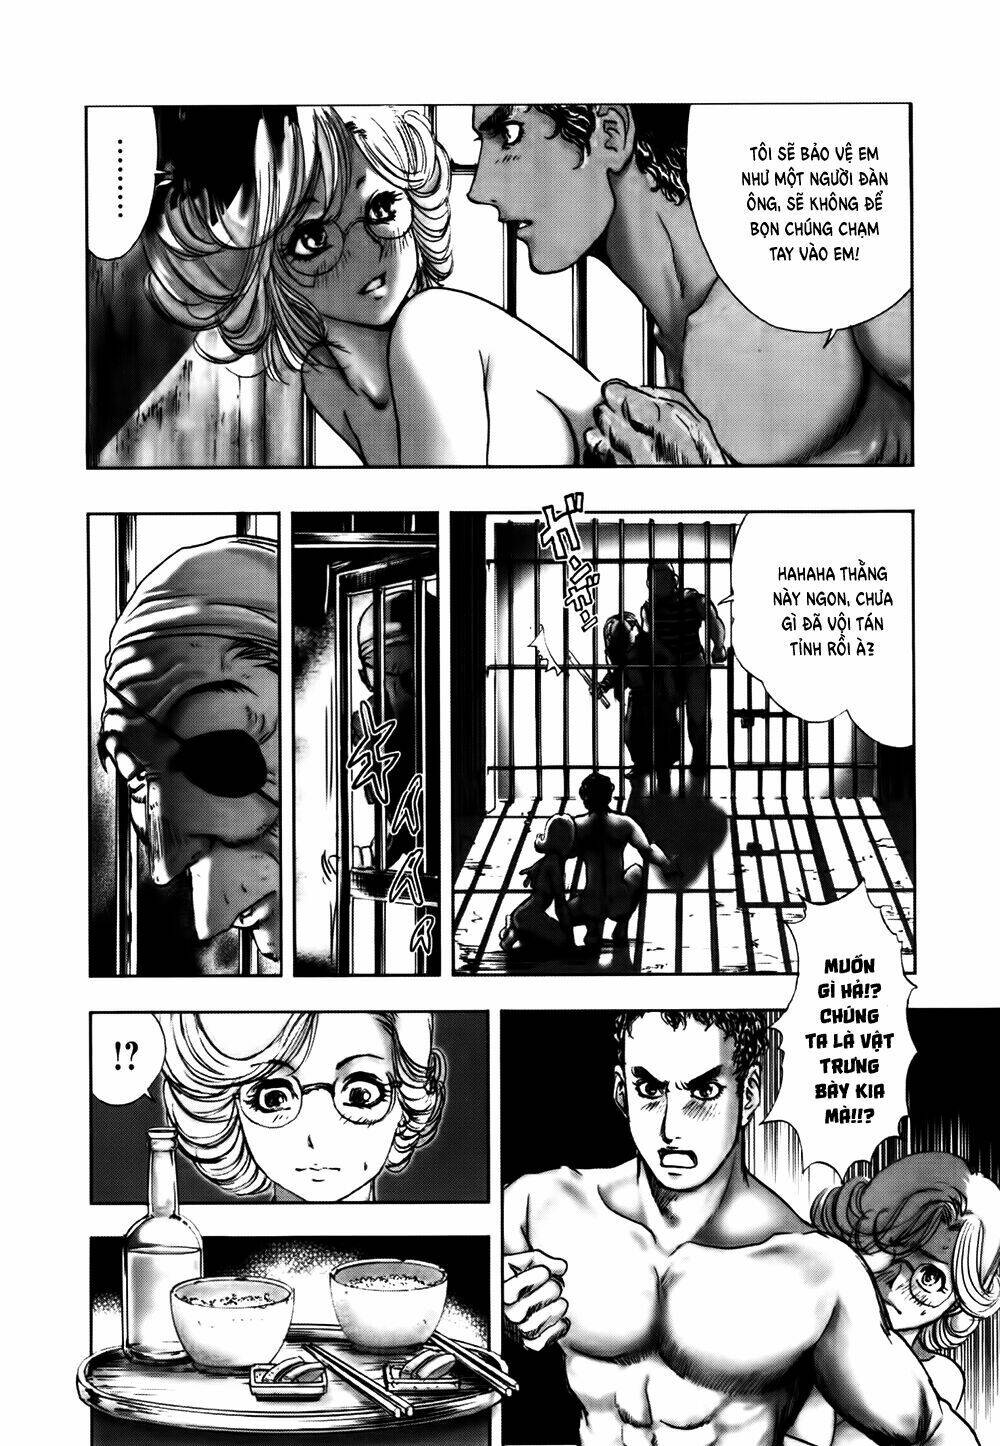 TÔI SẼ BẢO VỆ EM
NHƯ MỘT NGƯỜI ĐÀN
ÔNG, SẼ KHÔNG ĐỂ
BỌN CHÚNG CHẠM
TAY VÀO EM!
........
HAHAHA THẰNG
NÀY NGON, CHƯA
GÌ ĐÃ VỘI TÁN
TỈNH RỒI À?
MUỐN
GÌ HẢ!?
CHÚNG
TA LÀ VẬT
TRƯNG
BÀY KIA
MÀ!!?
!?